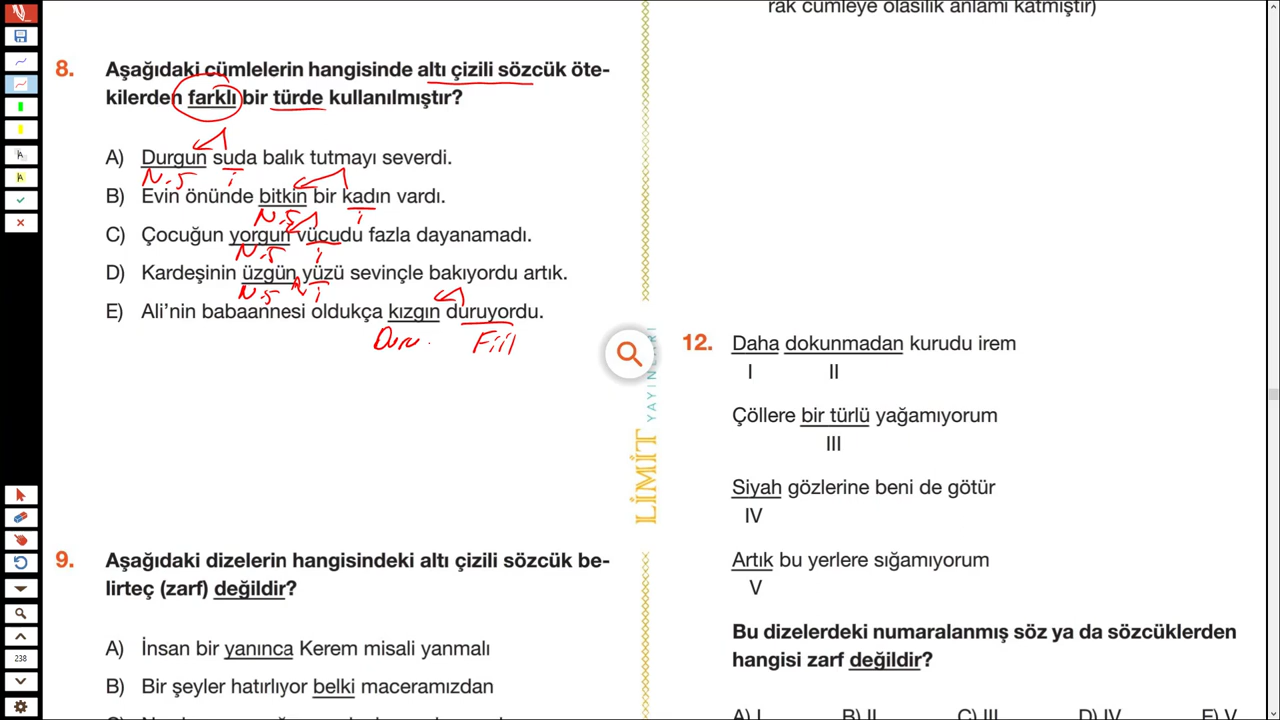 rak cümleye olasılık anlamı katmıştır)
8. Aşağıdaki cümlelerin hangisinde altı çizili sözcük öte-
kilerden farklı bir türde kullanılmıştır?
A) Durgun suda balık tutmayı severdi.
N.S i
B) Evin önünde bitkin bir kadın vardı.
N.S i
C) Çocuğun yorgun vücudu fazla dayanamadı.
N.S i
D) Kardeşinin üzgün yüzü sevinçle bakıyordu artık.
N.S i
E) Ali’nin babaannesi oldukça kızgın duruyordu.
Duru. Fiil
9. Aşağıdaki dizelerin hangisindeki altı çizili sözcük be-
lirteç (zarf) değildir?
A) İnsan bir yanınca Kerem misali yanmalı
B) Bir şeyler hatırlıyor belki maceramızdan
LİMİT YAYINLARI
12. Daha dokunmadan kurudu irem
I II
Çöllere bir türlü yağamıyorum
III
Siyah gözlerine beni de götür
IV
Artık bu yerlere sığamıyorum
V
Bu dizelerdeki numaralanmış söz ya da sözcüklerden
hangisi zarf değildir?
A) I B) II C) III D) IV E) V
238